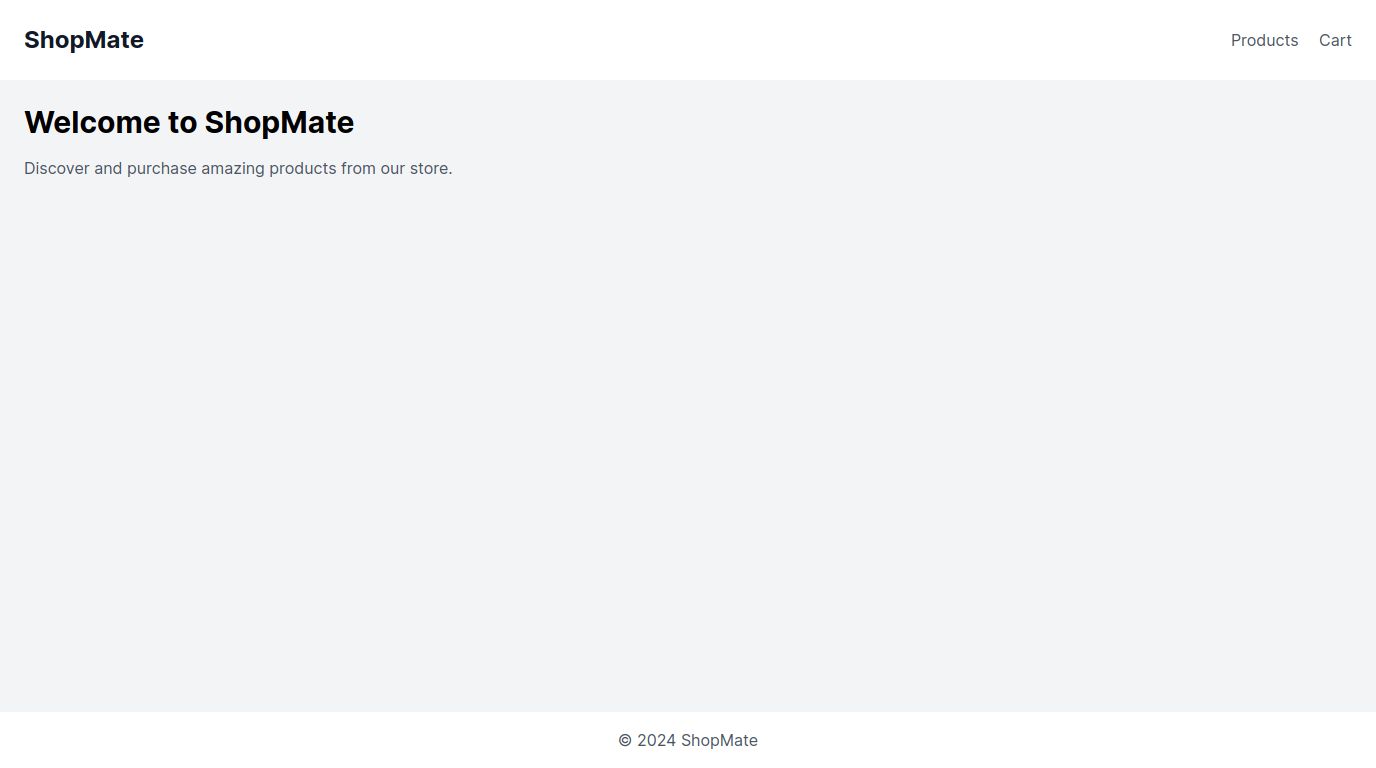 ShopMate
Products Cart
Welcome to ShopMate
Discover and purchase amazing products from our store.
© 2024 ShopMate